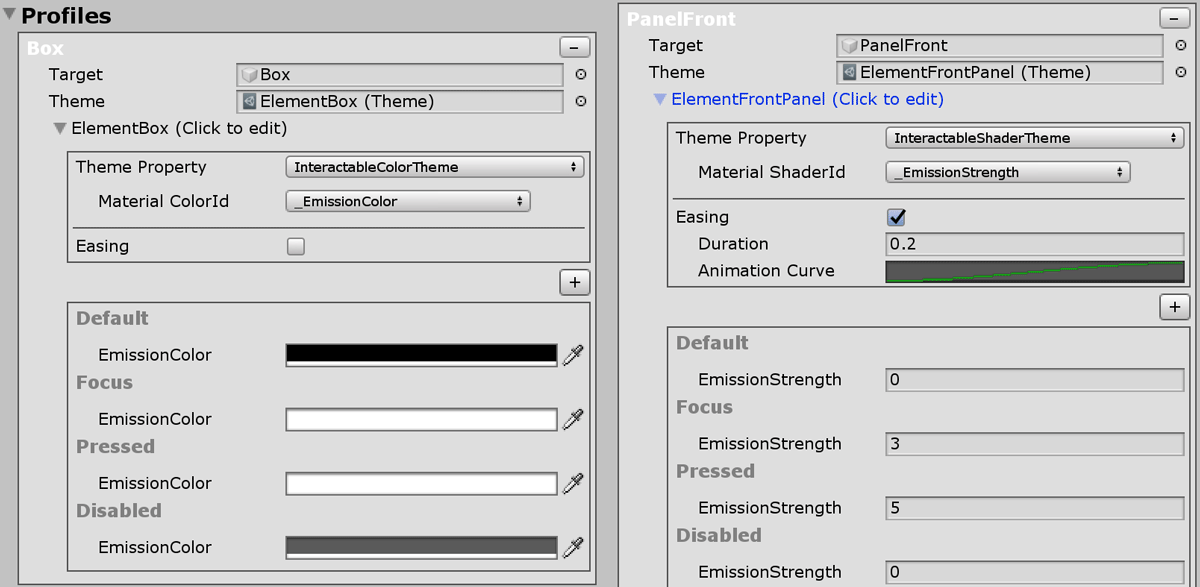 Profiles
Box
Target Box
Theme ElementBox (Theme)
ElementBox (Click to edit)
Theme Property InteractableColorTheme
Material ColorId _EmissionColor
Easing
+
Default
EmissionColor
Focus
EmissionColor
Pressed
EmissionColor
Disabled
EmissionColor
PanelFront
Target PanelFront
Theme ElementFrontPanel (Theme)
ElementFrontPanel (Click to edit)
Theme Property InteractableShaderTheme
Material ShaderId _EmissionStrength
Easing
Duration 0.2
Animation Curve
+
Default
EmissionStrength 0
Focus
EmissionStrength 3
Pressed
EmissionStrength 5
Disabled
EmissionStrength 0